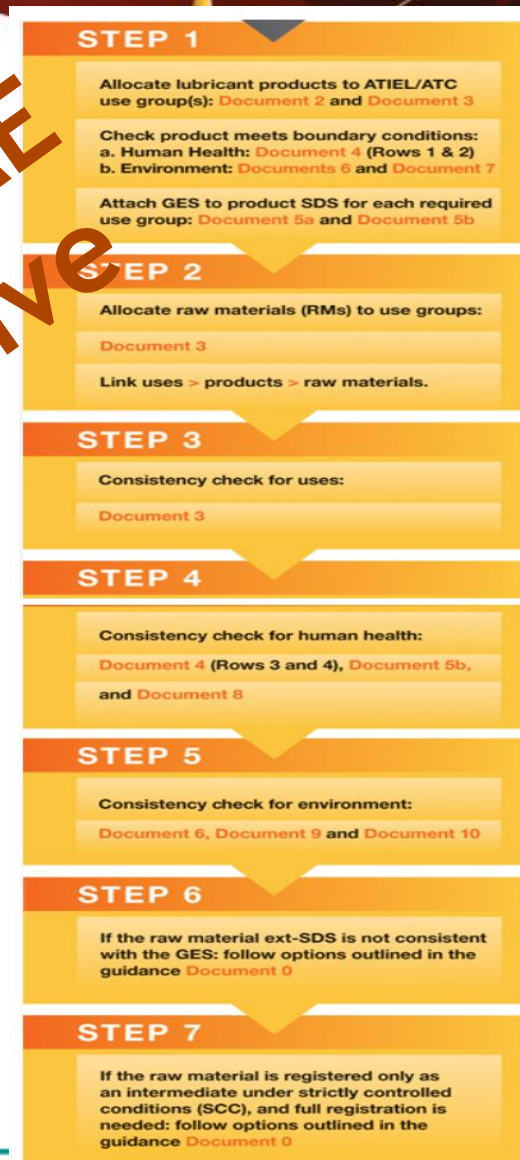 STEP 1
Allocate lubricant products to ATIEL/ATC
use group(s): Document 2 and Document 3
Check product meets boundary conditions:
a. Human Health: Document 4 (Rows 1 & 2)
b. Environment: Documents 6 and Document 7
Attach GES to product SDS for each required
use group: Document 5a and Document 5b
STEP 2
Allocate raw materials (RMs) to use groups:
Document 3
Link uses > products > raw materials.
STEP 3
Consistency check for uses:
Document 3
STEP 4
Consistency check for human health:
Document 4 (Rows 3 and 4), Document 5b,
and Document 8
STEP 5
Consistency check for environment:
Document 6, Document 9 and Document 10
STEP 6
If the raw material ext-SDS is not consistent
with the GES: follow options outlined in the
guidance Document 0
STEP 7
If the raw material is registered only as
an intermediate under strictly controlled
conditions (SCC), and full registration is
needed: follow options outlined in the
guidance Document 0